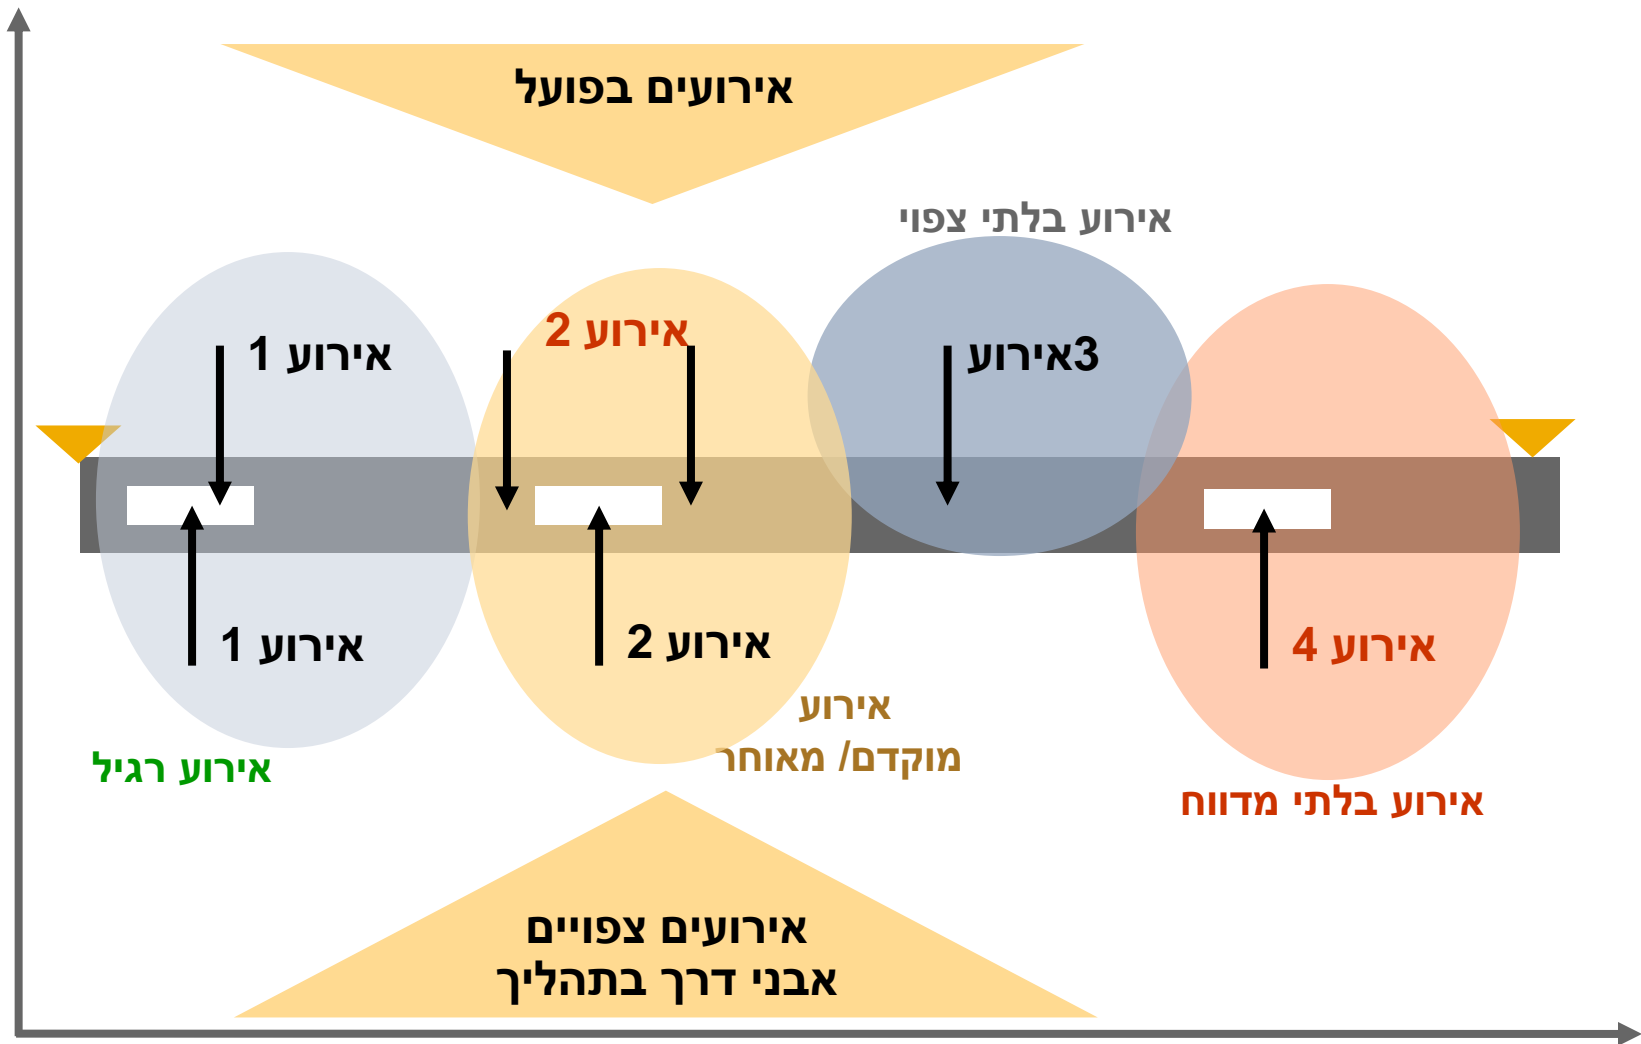 אירועים בפועל
אירוע בלתי צפוי
אירוע 1
אירוע 2
3אירוע
אירוע 1
אירוע 2
אירוע 4
אירוע
מוקדם/ מאוחר
אירוע רגיל
אירוע בלתי מדווח
אירועים צפויים
אבני דרך בתהליך